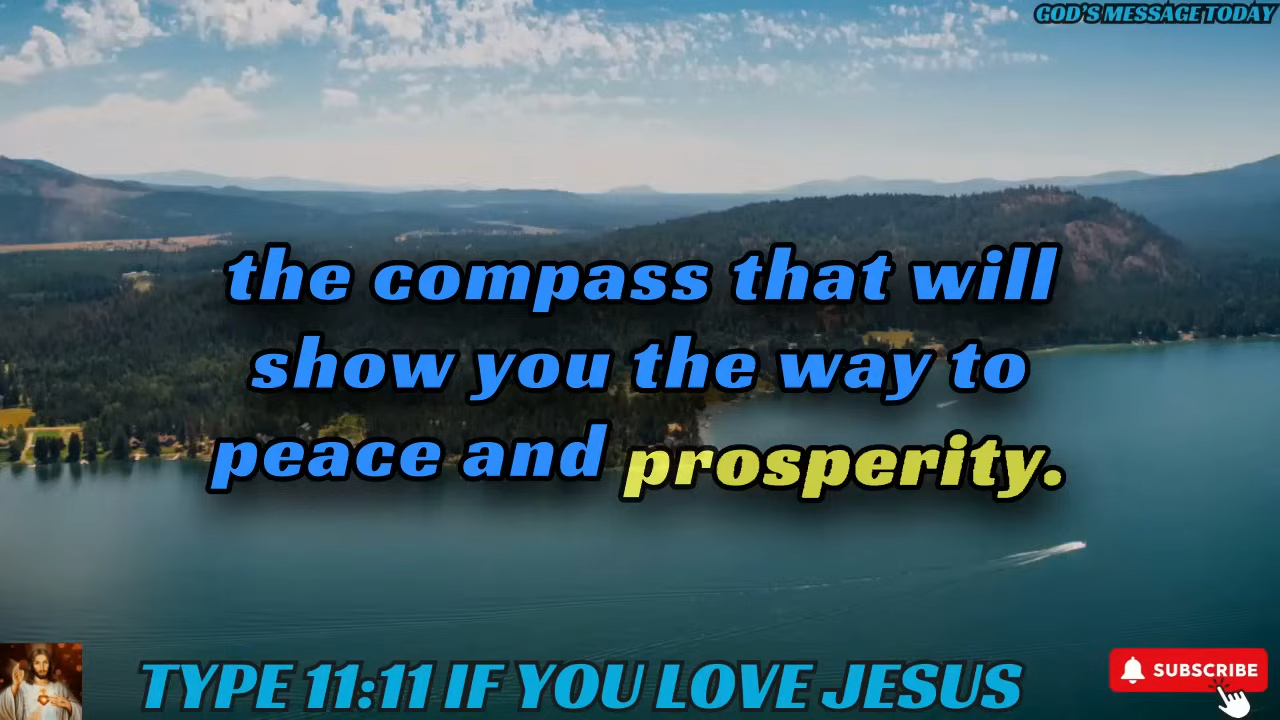 GOD'S MESSAGE TODAY
the compass that will
show you the way to
peace and prosperity.
TYPE 11:11 IF YOU LOVE JESUS
SUBSCRIBE